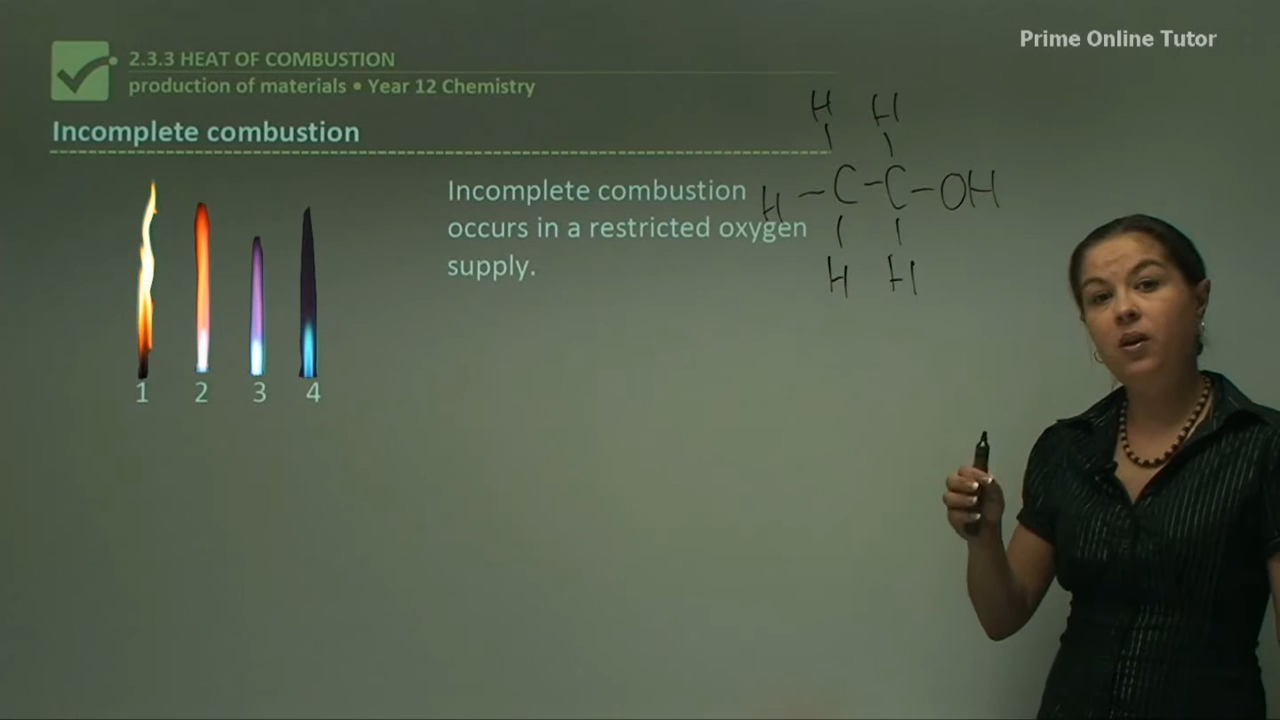 Prime Online Tutor
2.3.3 HEAT OF COMBUSTION
production of materials • Year 12 Chemistry
Incomplete combustion
Incomplete combustion
occurs in a restricted oxygen
supply.
H H
H - C - C - OH
H H
1 2 3 4